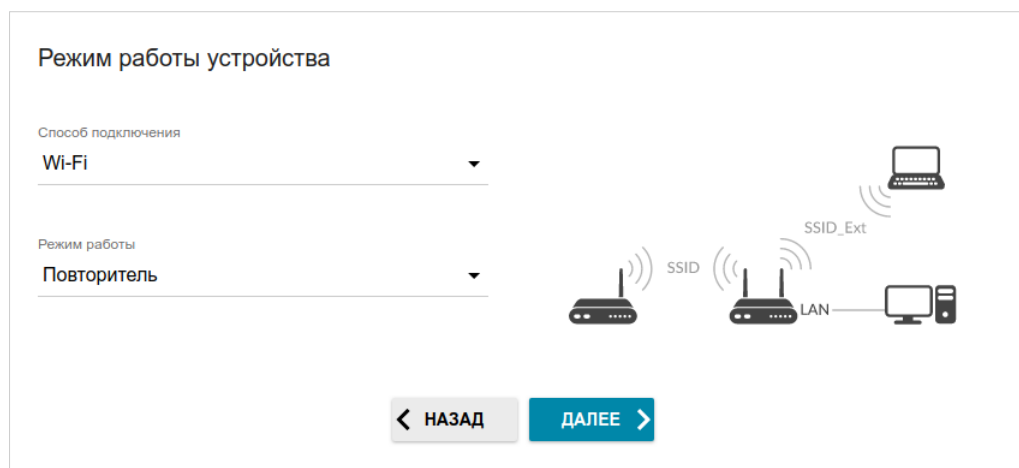 Режим работы устройства
Способ подключения
Wi-Fi
Режим работы
Повторитель
SSID
SSID_Ext
LAN
НАЗАД
ДАЛЕЕ